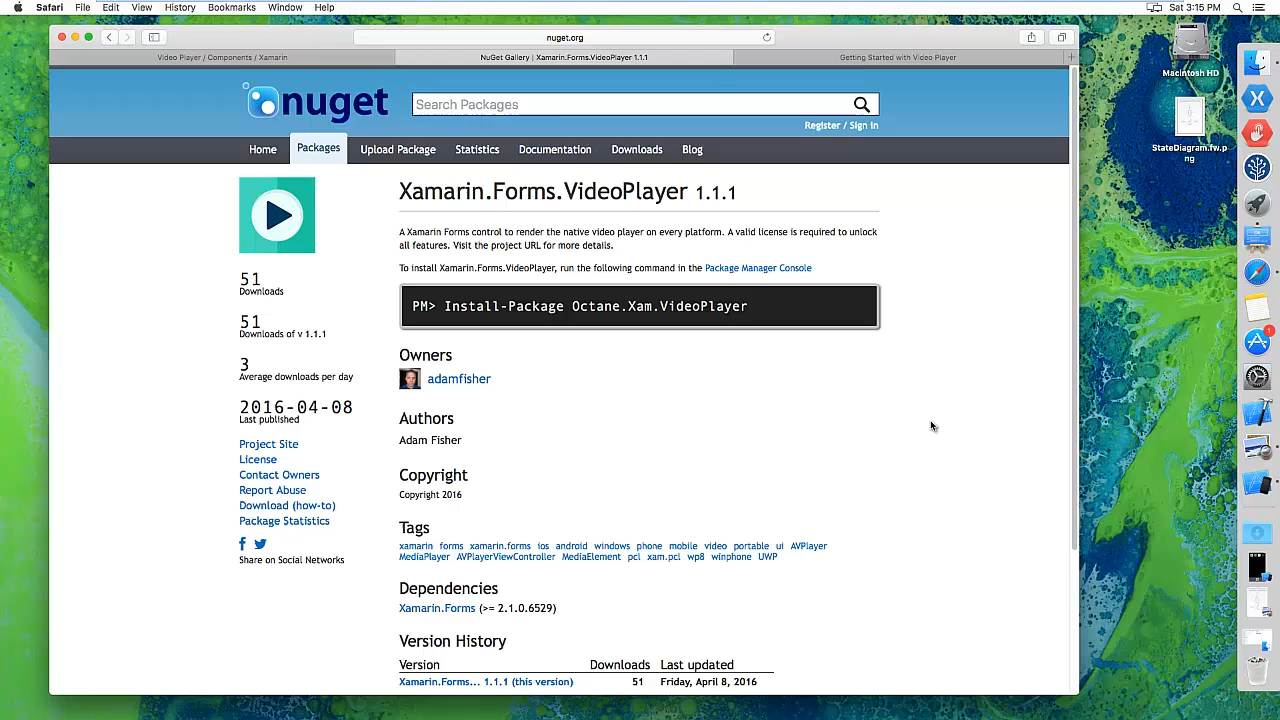 Safari File Edit View History Bookmarks Window Help Sat 3:15 PM
nuget.org
Video Player / Components / Xamarin
NuGet Gallery | Xamarin.Forms.VideoPlayer 1.1.1
Getting Started with Video Player
Macintosh HD
StateDiagram.fw.p
ng
nuget
Search Packages
Register / Sign in
Home Packages Upload Package Statistics Documentation Downloads Blog
Xamarin.Forms.VideoPlayer 1.1.1
A Xamarin Forms control to render the native video player on every platform. A valid license is required to unlock
all features. Visit the project URL for more details.
To install Xamarin.Forms.VideoPlayer, run the following command in the Package Manager Console
PM> Install-Package Octane.Xam.VideoPlayer
51
Downloads
51
Downloads of v 1.1.1
3
Average downloads per day
2016-04-08
Last published
Project Site
License
Contact Owners
Report Abuse
Download (how-to)
Package Statistics
Share on Social Networks
Owners
adamfisher
Authors
Adam Fisher
Copyright
Copyright 2016
Tags
xamarin forms xamarin.forms ios android windows phone mobile video portable ui AVPlayer
MediaPlayer AVPlayerViewController MediaElement pcl xam.pcl wp8 winphone UWP
Dependencies
Xamarin.Forms (>= 2.1.0.6529)
Version History
Version Downloads Last updated
Xamarin.Forms... 1.1.1 (this version) 51 Friday, April 8, 2016
1